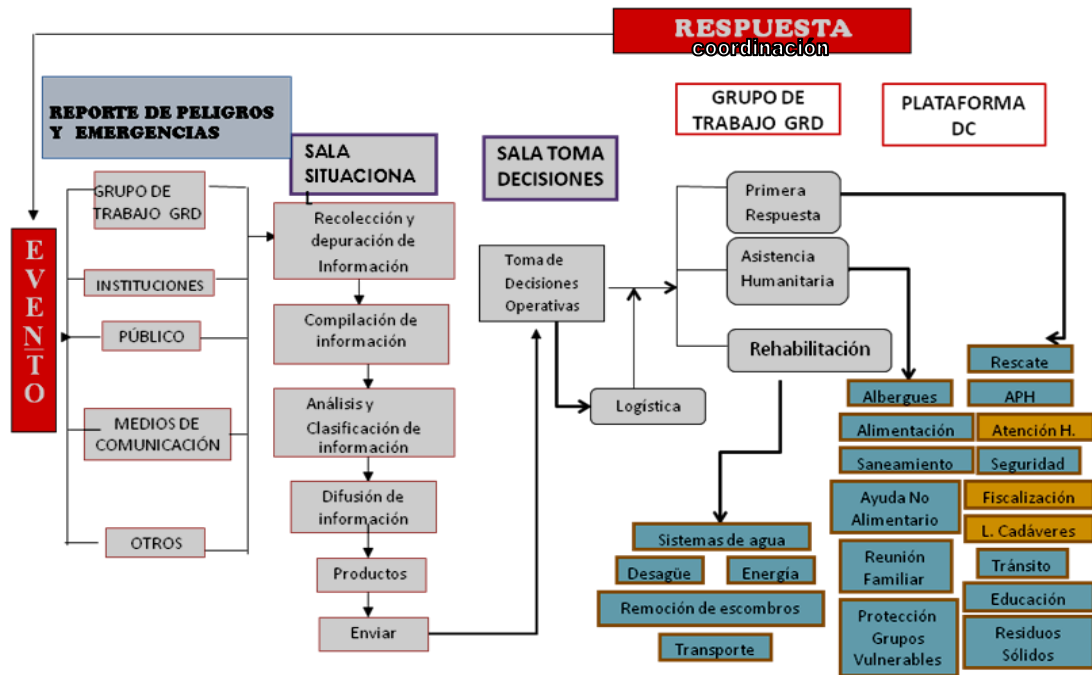 RESPUESTA
coordinación
REPORTE DE PELIGROS
Y EMERGENCIAS
GRUPO DE
TRABAJO GRD
PLATAFORMA
DC
SALA
SITUACIONA
L
SALA TOMA
DECISIONES
EVENTO
GRUPO DE
TRABAJO GRD
INSTITUCIONES
PÚBLICO
MEDIOS DE
COMUNICACIÓN
OTROS
Recolección y
depuración de
Información
Compilación de
información
Análisis y
Clasificación de
información
Difusión de
información
Productos
Enviar
Toma de
Decisiones
Operativas
Logística
Primera
Respuesta
Asistencia
Humanitaria
Rehabilitación
Sistemas de agua
Desagüe
Energía
Remoción de escombros
Transporte
Albergues
Alimentación
Saneamiento
Ayuda No
Alimentario
Reunión
Familiar
Protección
Grupos
Vulnerables
Rescate
APH
Atención H.
Seguridad
Fiscalización
L. Cadáveres
Tránsito
Educación
Residuos
Sólidos